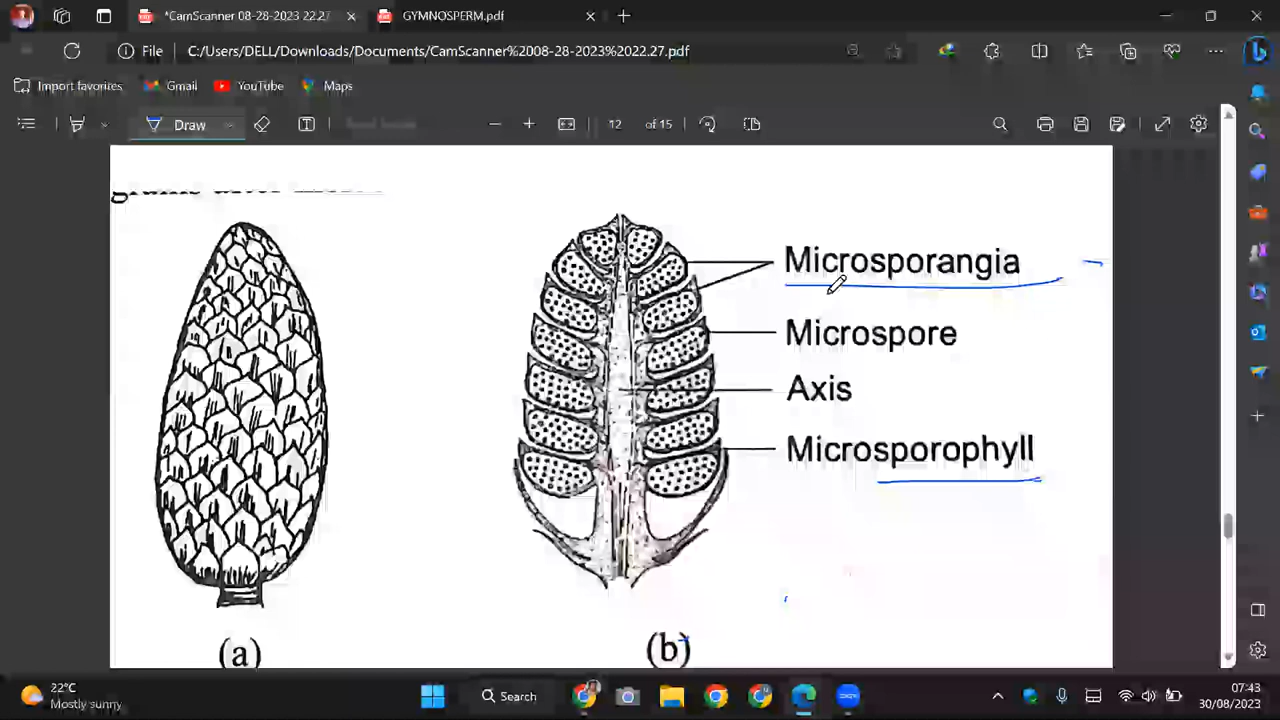 *CamScanner 08-28-2023 22.27
GYMNOSPERM.pdf
File
C:/Users/DELL/Downloads/Documents/CamScanner%2008-28-2023%2022.27.pdf
Import favorites
Gmail
YouTube
Maps
Draw
12 of 15
Microsporangia
Microspore
Axis
Microsporophyll
(a)
(b)
22°C
Mostly sunny
Search
07:43
30/08/2023